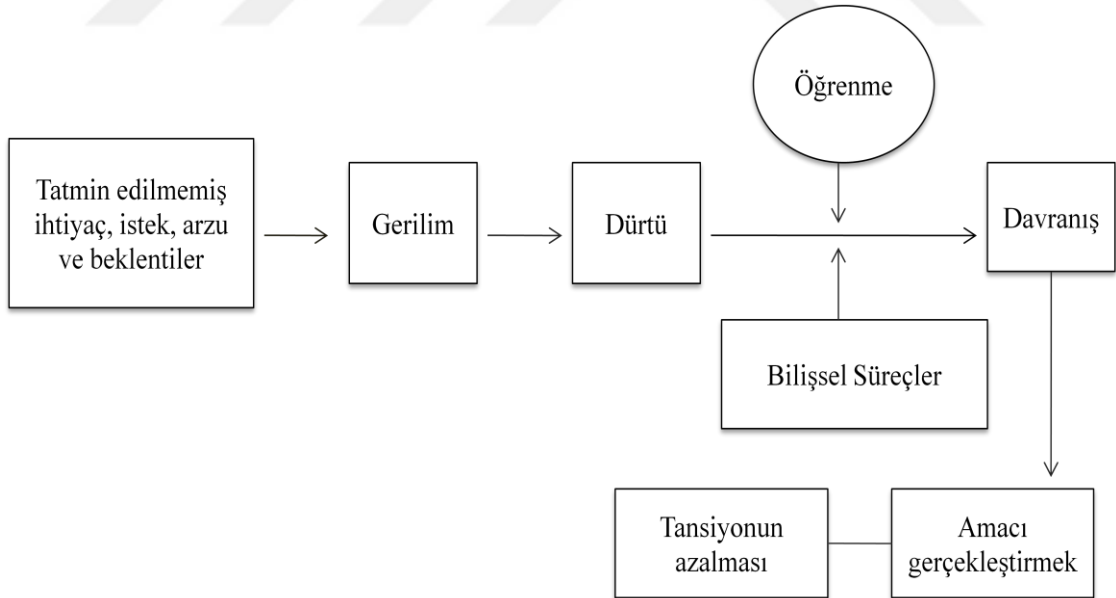 Öğrenme
Tatmin edilmemiş
ihtiyaç, istek, arzu
ve beklentiler
Gerilim
Dürtü
Davranış
Bilişsel Süreçler
Tansiyonun
azalması
Amacı
gerçekleştirmek